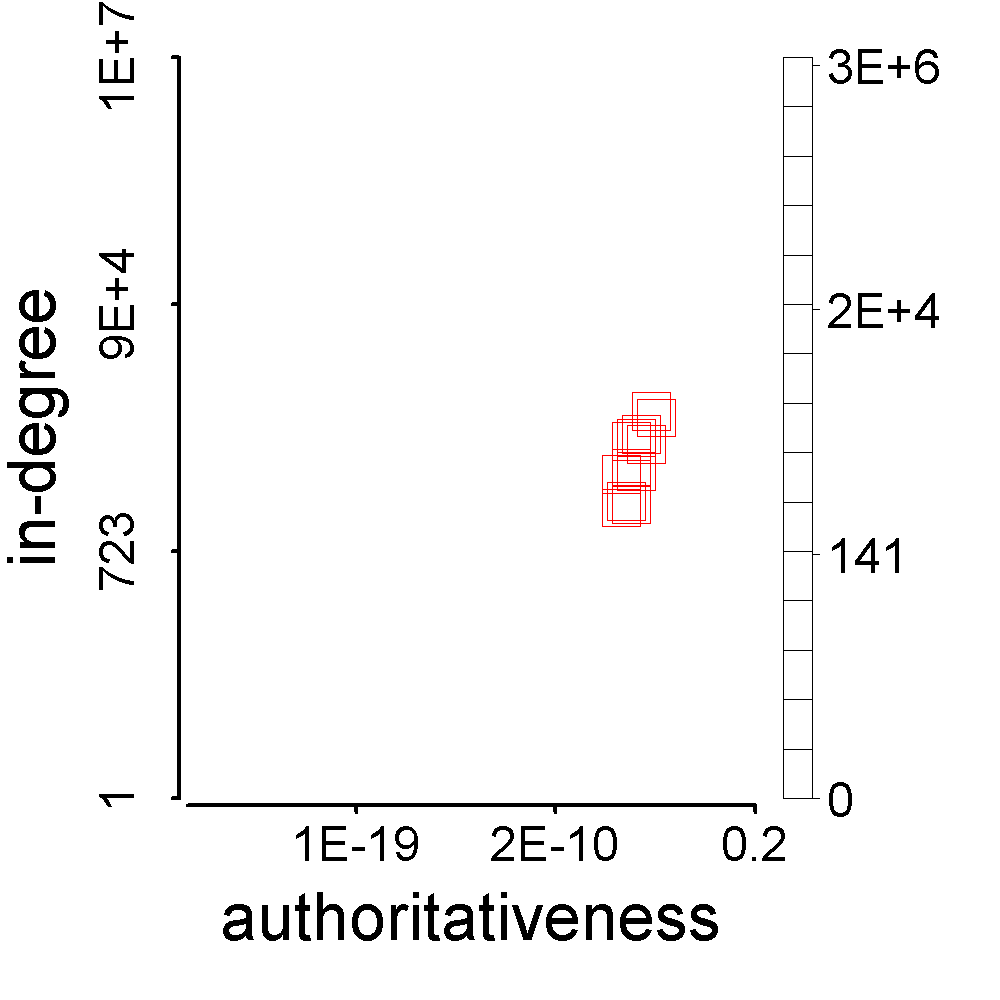 in-degree
1E+7
9E+4
723
1
3E+6
2E+4
141
0
1E-19
2E-10
0.2
authoritativeness